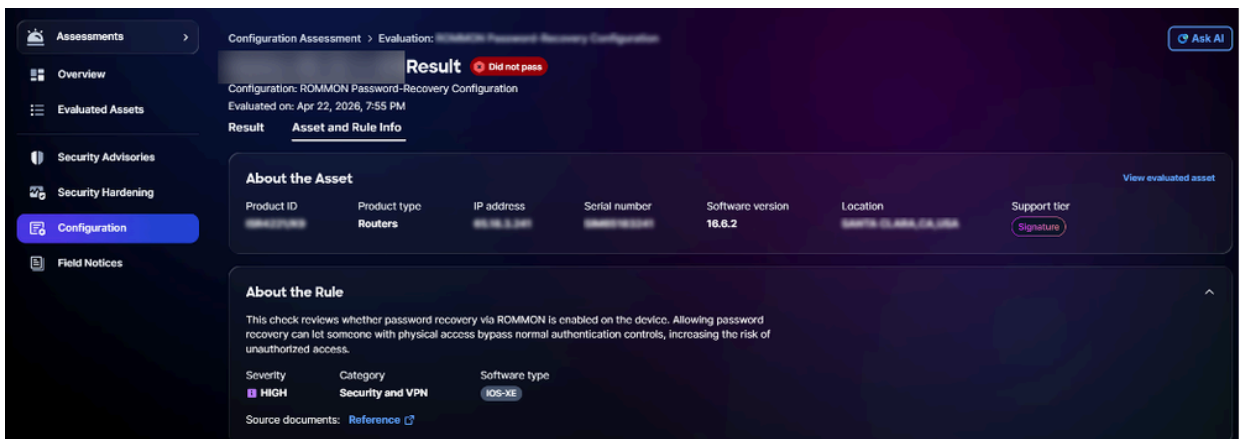 Assessments
Overview
Evaluated Assets
Security Advisories
Security Hardening
Configuration
Field Notices
Configuration Assessment > Evaluation:
Ask AI
Result Did not pass
Configuration: ROMMON Password-Recovery Configuration
Evaluated on: Apr 22, 2026, 7:55 PM
Result Asset and Rule Info
About the Asset View evaluated asset
Product ID Product type IP address Serial number Software version Location Support tier
Routers 16.6.2 Signature
About the Rule
This check reviews whether password recovery via ROMMON is enabled on the device. Allowing password
recovery can let someone with physical access bypass normal authentication controls, increasing the risk of
unauthorized access.
Severity Category Software type
HIGH Security and VPN IOS-XE
Source documents: Reference